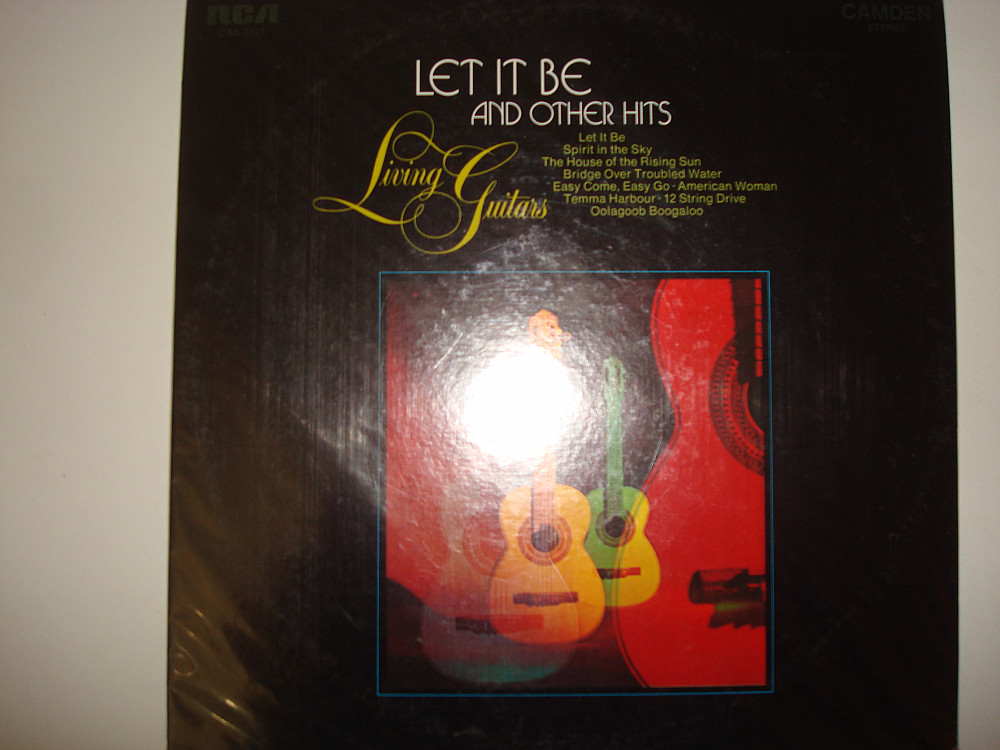 RCA
CAMDEN
STEREO
LET IT BE
AND OTHER HITS
Living
Guitars
Let It Be
Spirit in the Sky
The House of the Rising Sun
Bridge Over Troubled Water
Easy Come, Easy Go · American Woman
Temma Harbour · 12 String Drive
Oolagoob Boogaloo